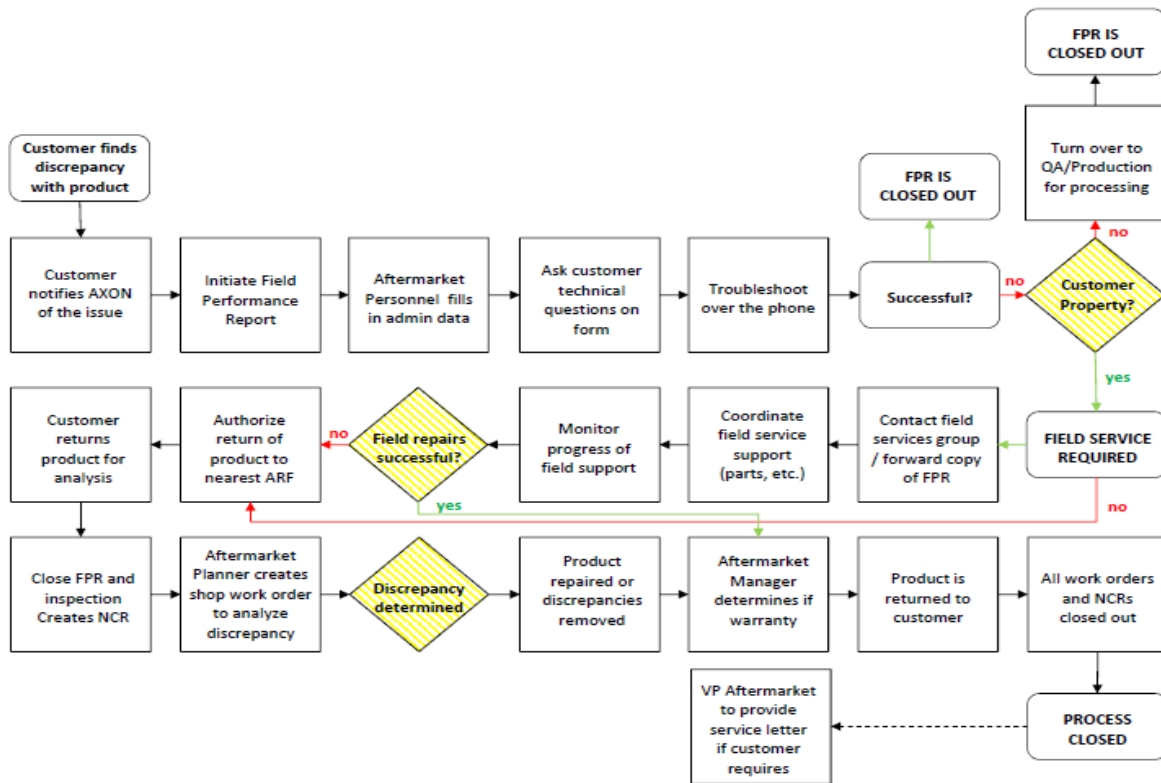 FPR IS
CLOSED OUT
Customer finds
discrepancy
with product
FPR IS
CLOSED OUT
Turn over to
QA/Production
for processing
no
Customer
notifies AXON
of the issue
Initiate Field
Performance
Report
Aftermarket
Personnel fills
in admin data
Ask customer
technical
questions on
form
Troubleshoot
over the phone
Successful?
no
Customer
Property?
yes
Customer
returns
product for
analysis
Authorize
return of
product to
nearest ARF
no
Field repairs
successful?
yes
Monitor
progress of
field support
Coordinate
field service
support
(parts, etc.)
Contact field
services group
/ forward copy
of FPR
FIELD SERVICE
REQUIRED
no
Close FPR and
inspection
Creates NCR
Aftermarket
Planner creates
shop work order
to analyze
discrepancy
Discrepancy
determined
Product
repaired or
discrepancies
removed
Aftermarket
Manager
determines if
warranty
Product is
returned to
customer
All work orders
and NCRs
closed out
VP Aftermarket
to provide
service letter
if customer
requires
PROCESS
CLOSED